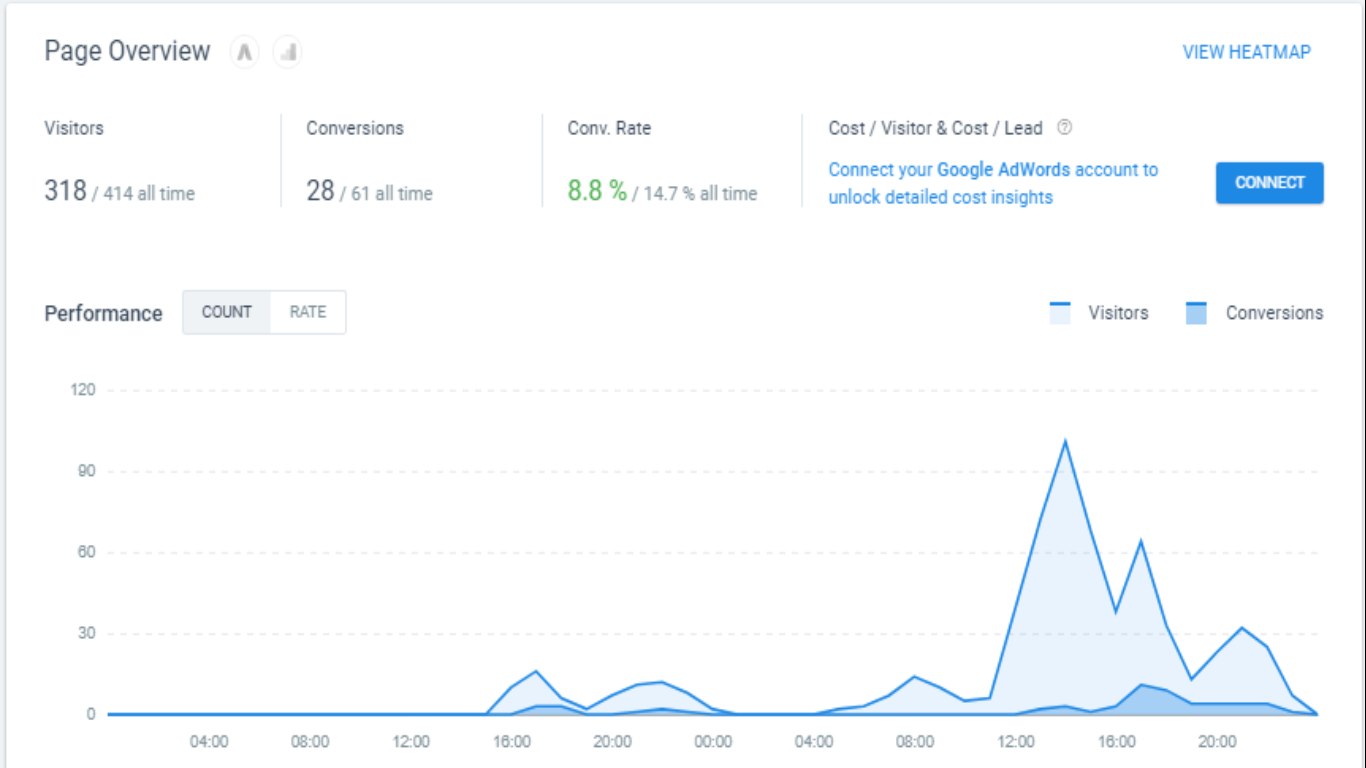 Page Overview VIEW HEATMAP
Visitors Conversions Conv. Rate Cost / Visitor & Cost / Lead ?
318 / 414 all time 28 / 61 all time 8.8 % / 14.7 % all time Connect your Google AdWords account to
unlock detailed cost insights CONNECT
Performance COUNT RATE Visitors Conversions
120
90
60
30
0
04:00 08:00 12:00 16:00 20:00 00:00 04:00 08:00 12:00 16:00 20:00